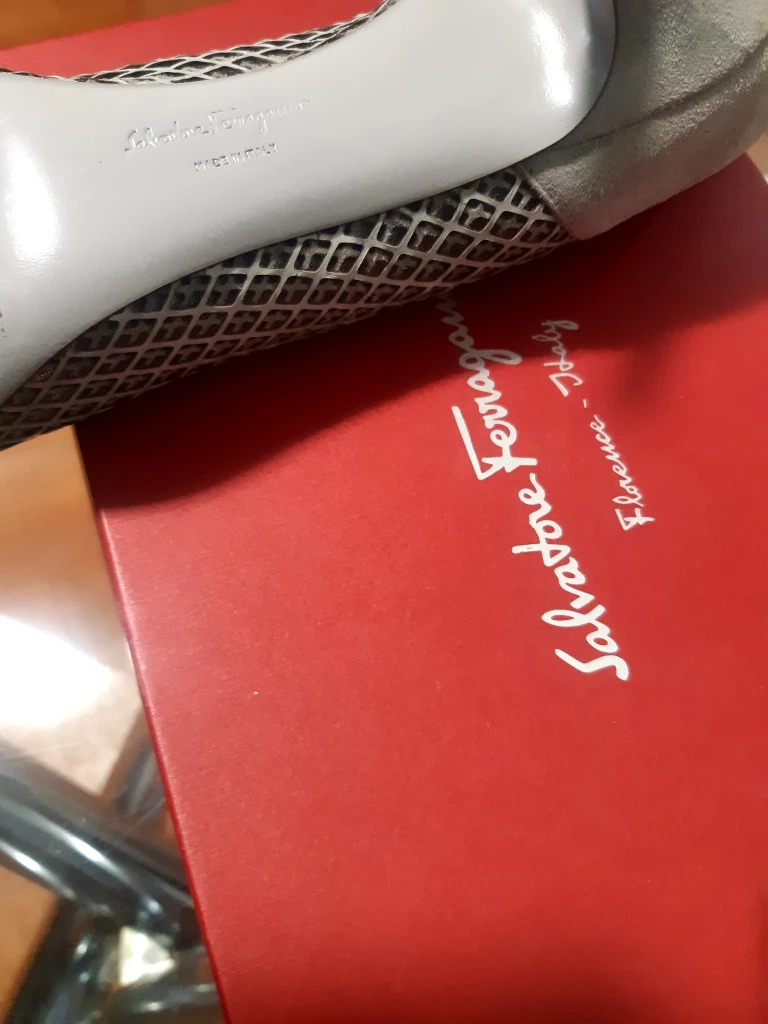 Salvatore Ferragamo
MADE IN ITALY
Salvatore Ferragamo
Florence - Italy